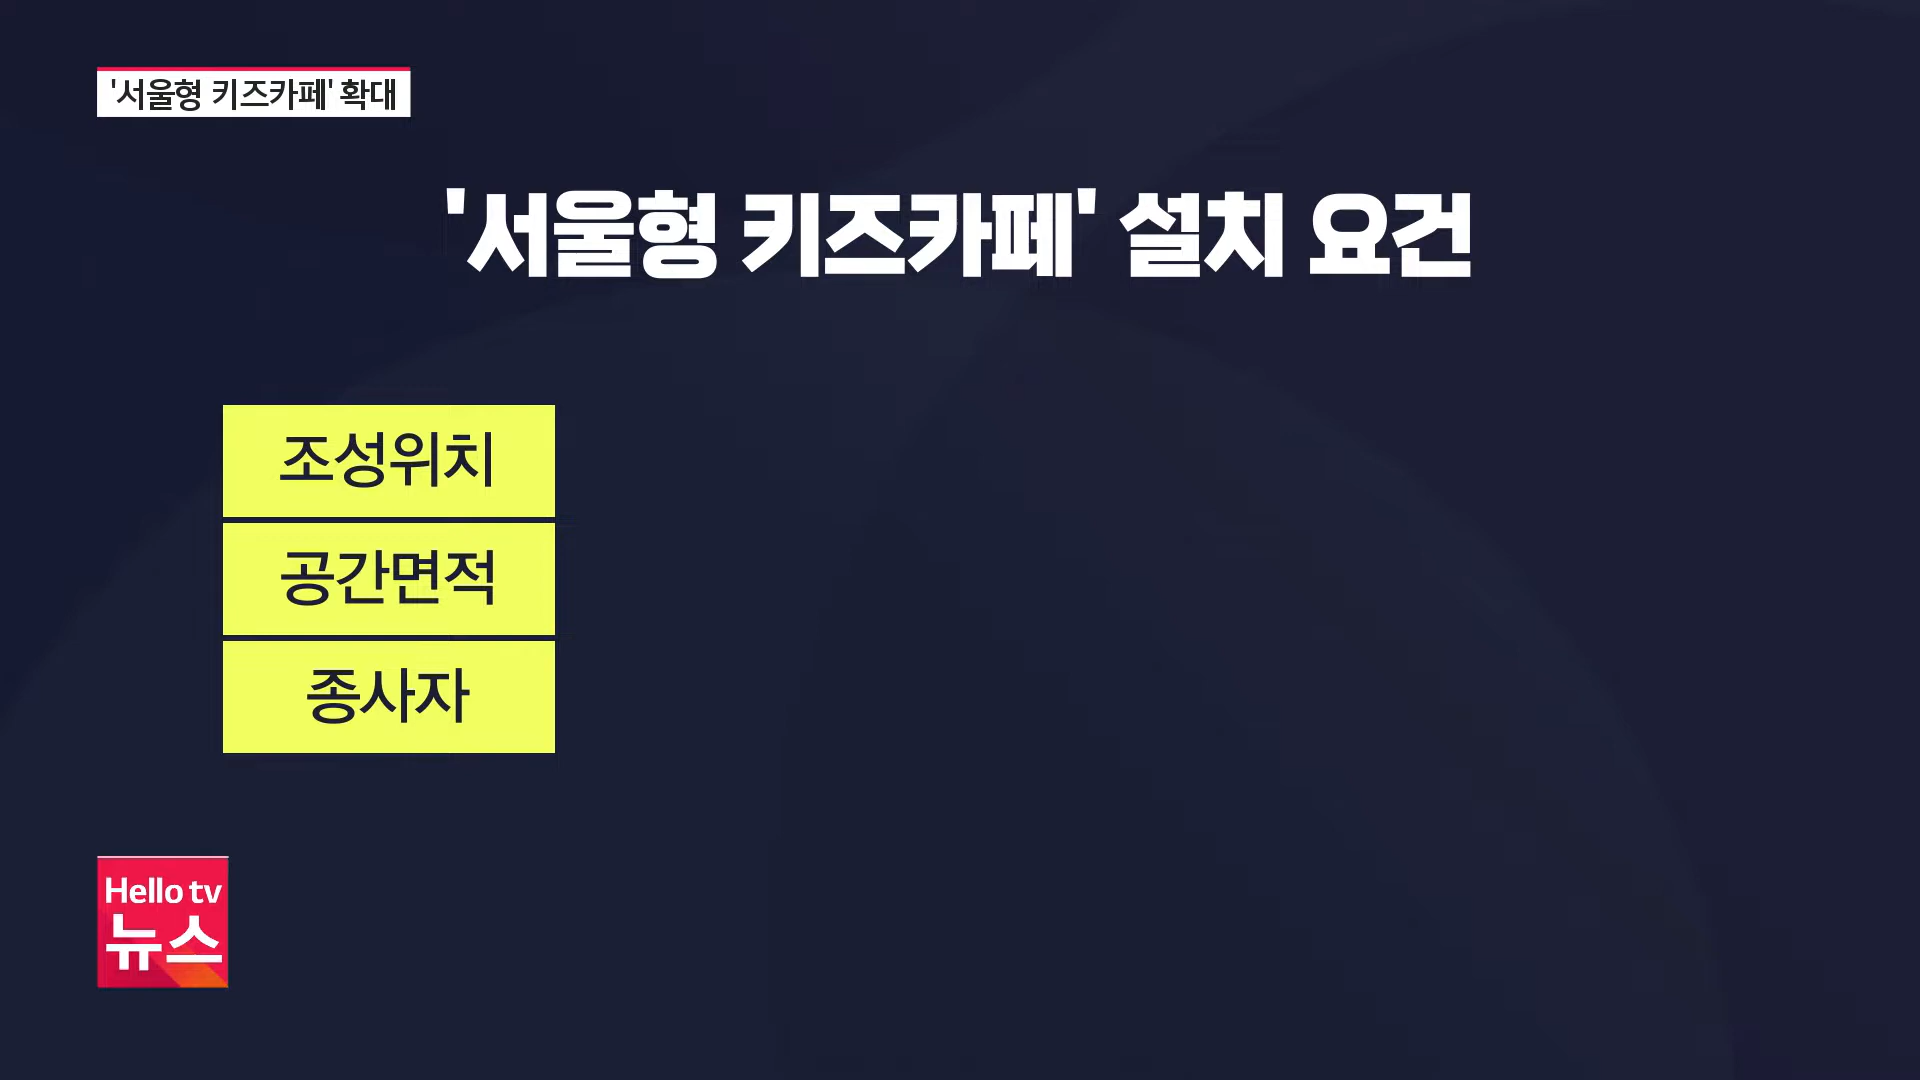 '서울형 키즈카페' 확대
'서울형 키즈카페' 설치 요건
조성위치
공간면적
종사자
Hello tv
뉴스